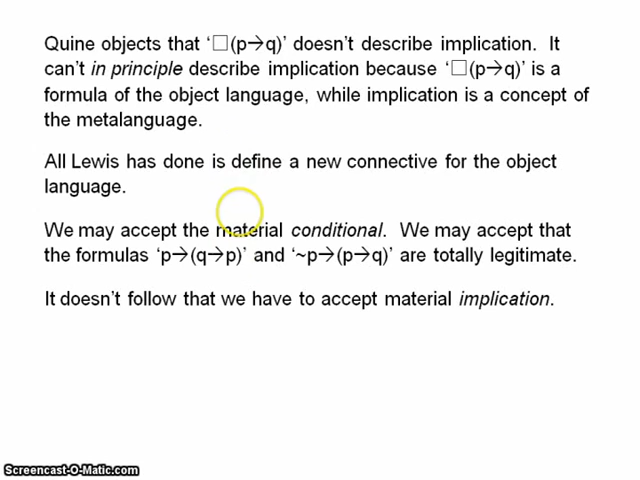 Quine objects that ‘□(p→q)’ doesn’t describe implication.  It
can’t in principle describe implication because ‘□(p→q)’ is a
formula of the object language, while implication is a concept of
the metalanguage.
All Lewis has done is define a new connective for the object
language.
We may accept the material conditional.  We may accept that
the formulas ‘p→(q→p)’ and ‘~p→(p→q)’ are totally legitimate.
It doesn’t follow that we have to accept material implication.
Screencast-O-Matic.com